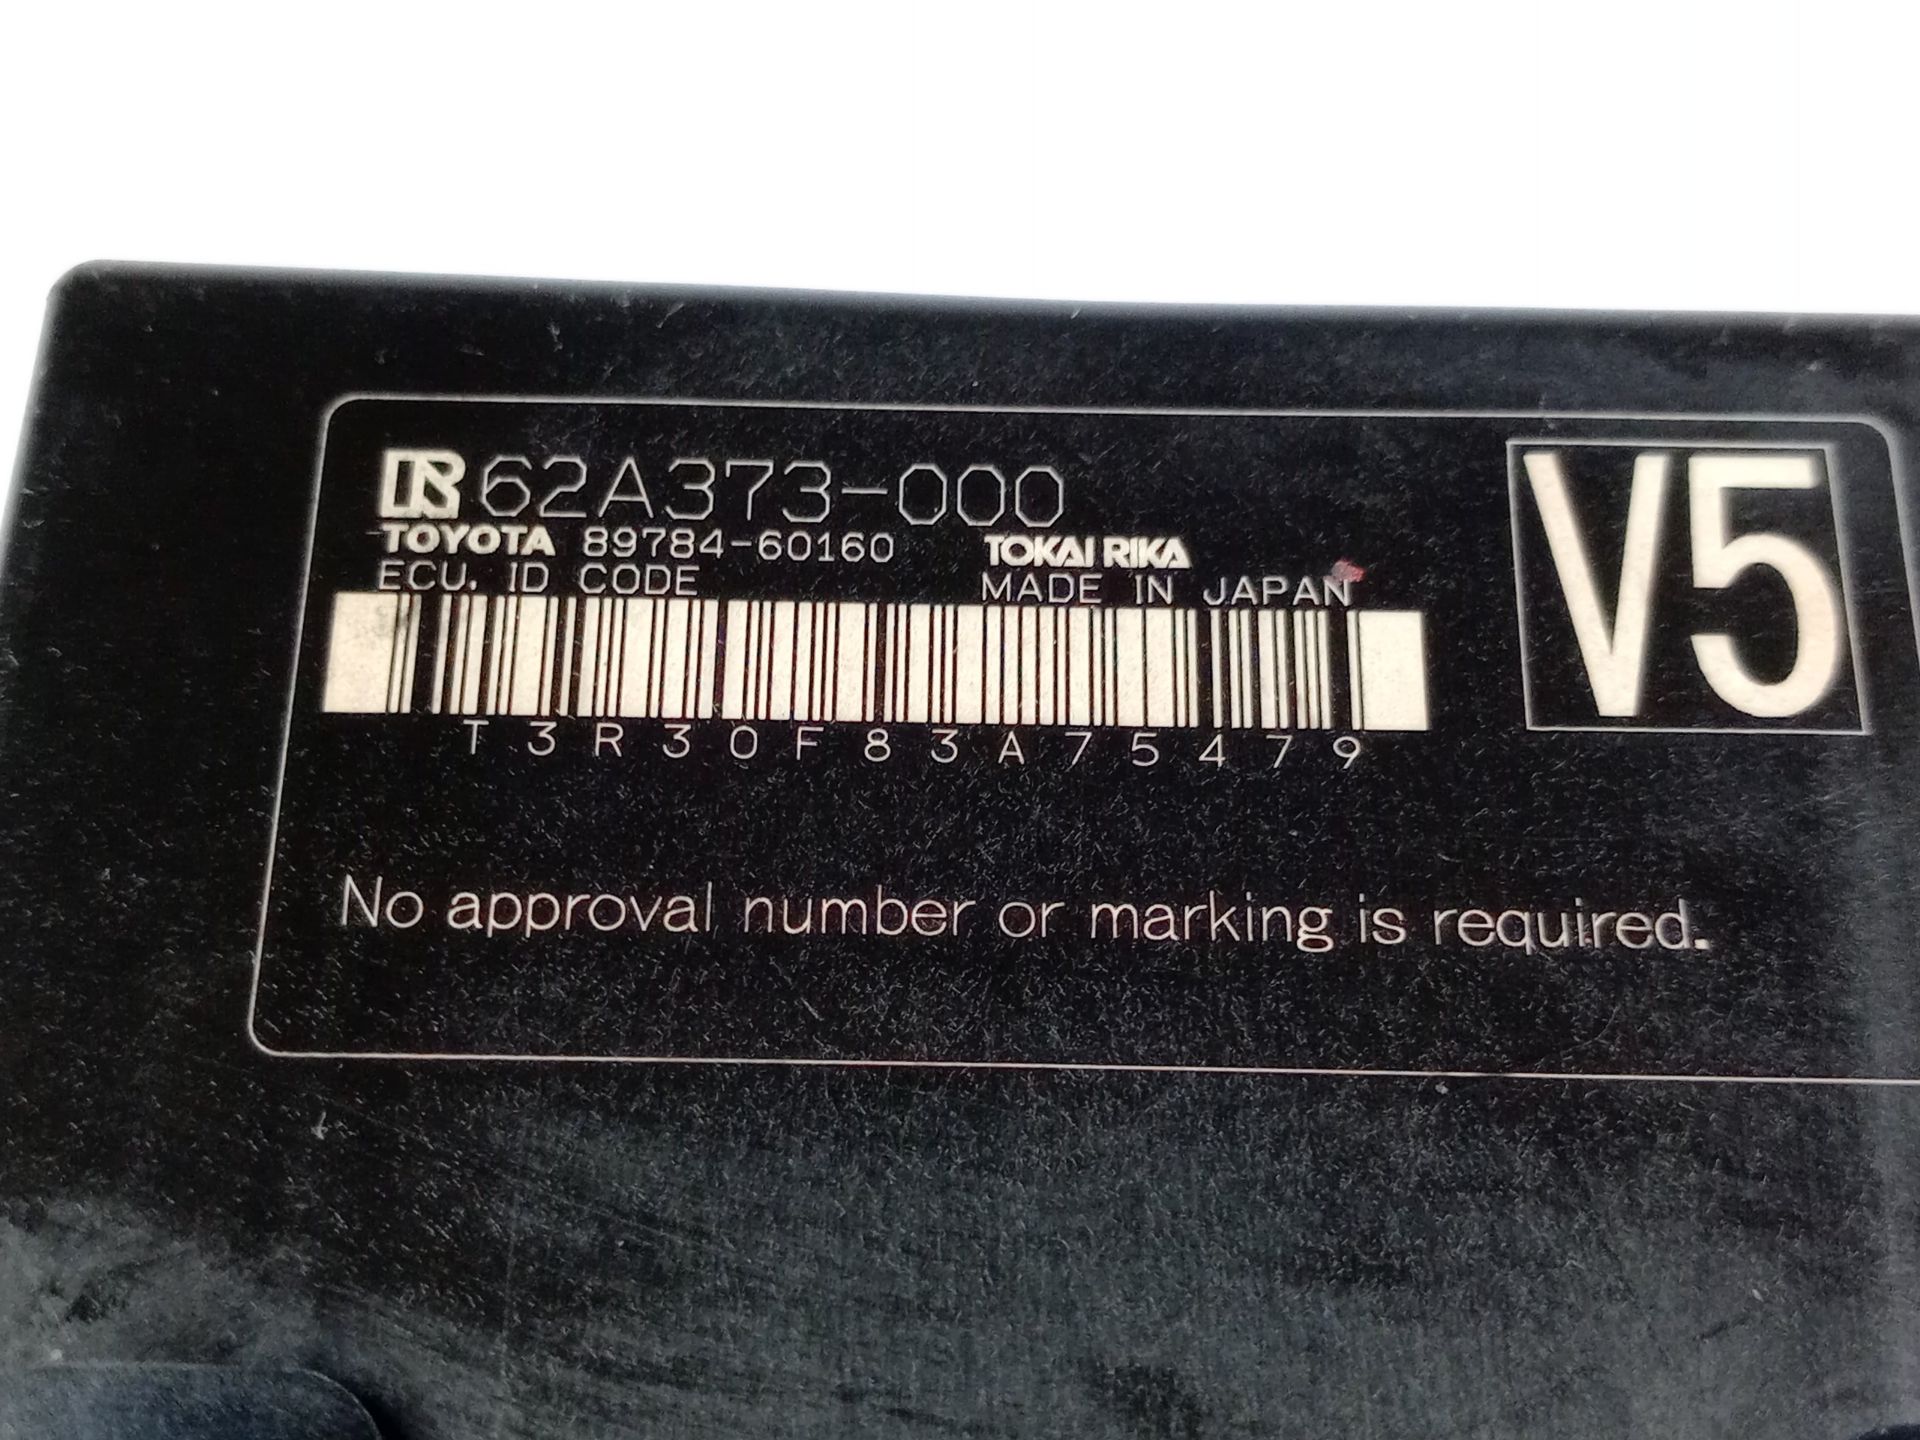 62A373-000
TOYOTA 89784-60160 TOKAI RIKA
ECU. ID CODE MADE IN JAPAN
T3R30F83A75479
V5
No approval number or marking is required.